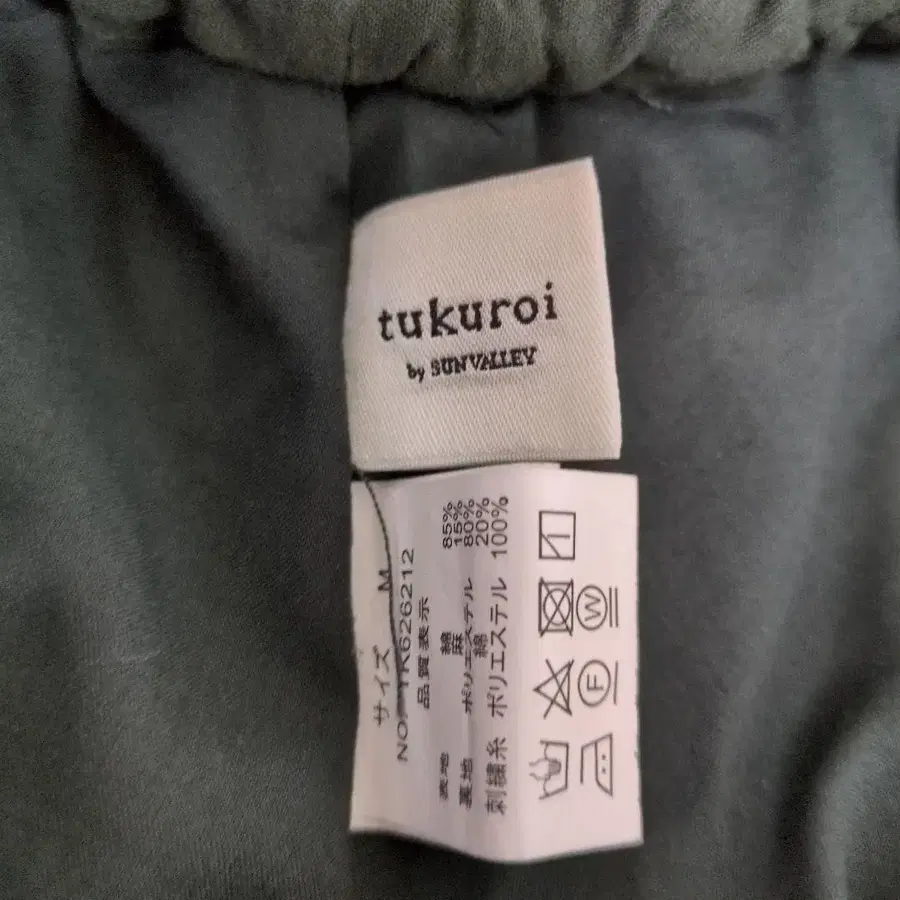 tukuroi
by SUNVALLEY
サイズ M
NO. TK626212
品質表示
表地 綿 85%
麻 15%
裏地 ポリエステル 80%
綿 20%
刺繍糸 ポリエステル 100%
W
F